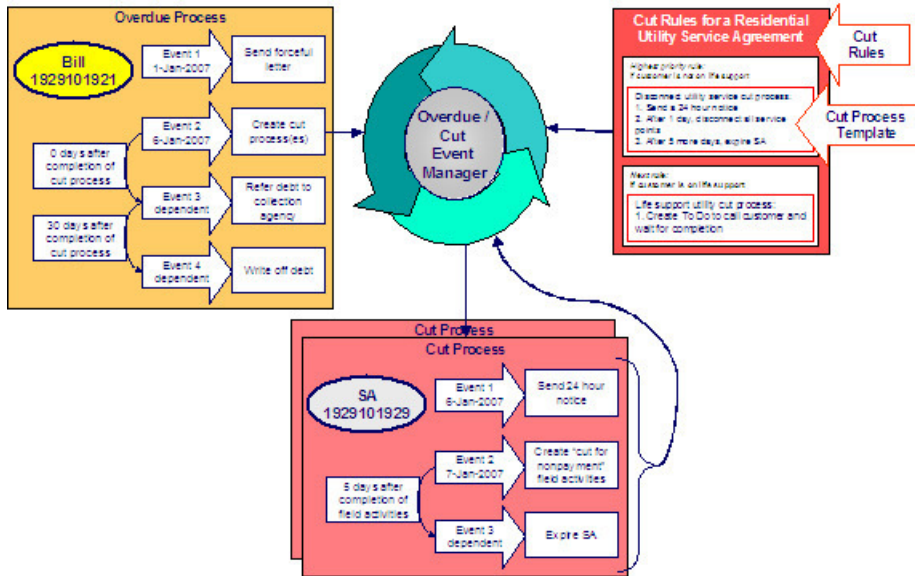 Overdue Process
Bill
1929101921
Event 1
1-Jan-2007
Send forceful
letter
Event 2
6-Jan-2007
Create cut
process(es)
0 days after
completion of
cut process
Event 3
dependent
Refer debt to
collection
agency
30 days after
completion of
cut process
Event 4
dependent
Write off debt
Overdue /
Cut
Event
Manager
Cut Rules for a Residential
Utility Service Agreement
Highest priority rule:
If customer is not on life support
Disconnect utility service cut process:
1. Send a 24 hour notice
2. After 1 day, disconnect all service
points
3. After 5 more days, expire SA
Next rule:
If customer is on life support
Life support utility cut process:
1. Create To Do to call customer and
wait for completion
Cut
Rules
Cut Process
Template
Cut Process
Cut Process
SA
1929101929
Event 1
6-Jan-2007
Send 24 hour
notice
Event 2
7-Jan-2007
Create "cut for
nonpayment"
field activities
5 days after
completion of
field activities
Event 3
dependent
Expire SA